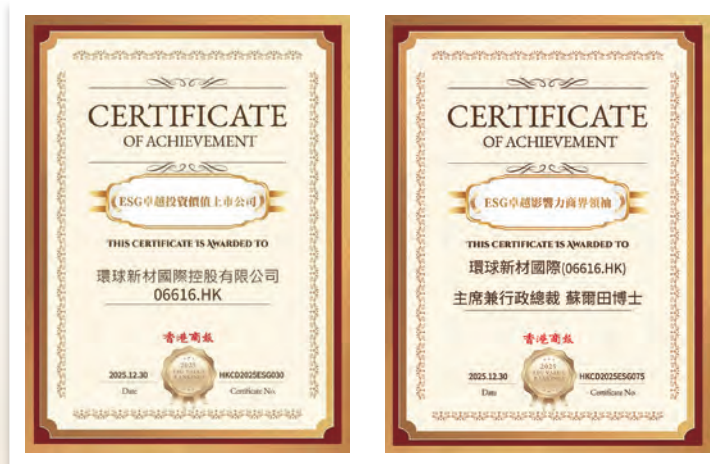 CERTIFICATE
OF ACHIEVEMENT
ESG卓越投資價值上市公司
THIS CERTIFICATE IS AWARDED TO
環球新材國際控股有限公司
06616.HK
香港商報
2025
2025.12.30
HKCD2025ESG030
Date
Certificate No.
CERTIFICATE
OF ACHIEVEMENT
ESG卓越影響力商界領袖
THIS CERTIFICATE IS AWARDED TO
環球新材國際(06616.HK)
主席兼行政總裁 蘇爾田博士
香港商報
2025
2025.12.30
HKCD2025ESG075
Date
Certificate No.